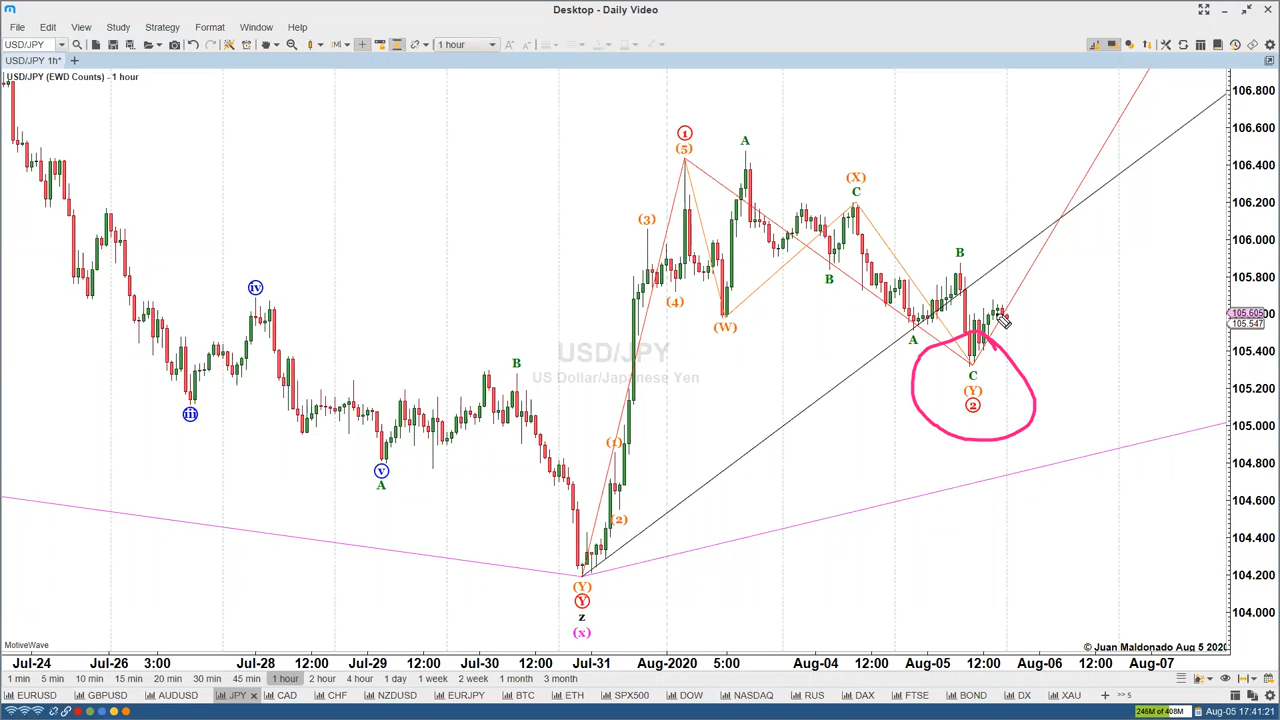 Desktop - Daily Video
File Edit View Study Strategy Format Window Help
USD/JPY 1 hour
USD/JPY 1h*
USD/JPY (EWD Counts) - 1 hour
106.800
106.600
106.400
106.200
106.000
105.800
105.605
105.547
105.400
105.200
105.000
104.800
104.600
104.400
104.200
104.000
1
(5)
A
(X)
C
(3)
B
iv
B
(4)
(W)
A
USD/JPY
US Dollar/Japanese Yen
B
C
(Y)
2
iii
(1)
v
A
(2)
(Y)
Y
z
(x)
MotiveWave
© Juan Maldonado Aug 5 2020
Jul-24 Jul-26 3:00 Jul-28 12:00 Jul-29 12:00 Jul-30 12:00 Jul-31 Aug-2020 5:00 Aug-04 12:00 Aug-05 12:00 Aug-06 12:00 Aug-07
1 min 5 min 10 min 15 min 20 min 30 min 45 min 1 hour 2 hour 4 hour 1 day 1 week 2 week 1 month 3 month
EURUSD GBPUSD AUDUSD JPY CAD CHF NZDUSD EURJPY BTC ETH SPX500 DOW NASDAQ RUS DAX FTSE BOND DX XAU >> 5
246M of 408M Aug-05 17:41:21